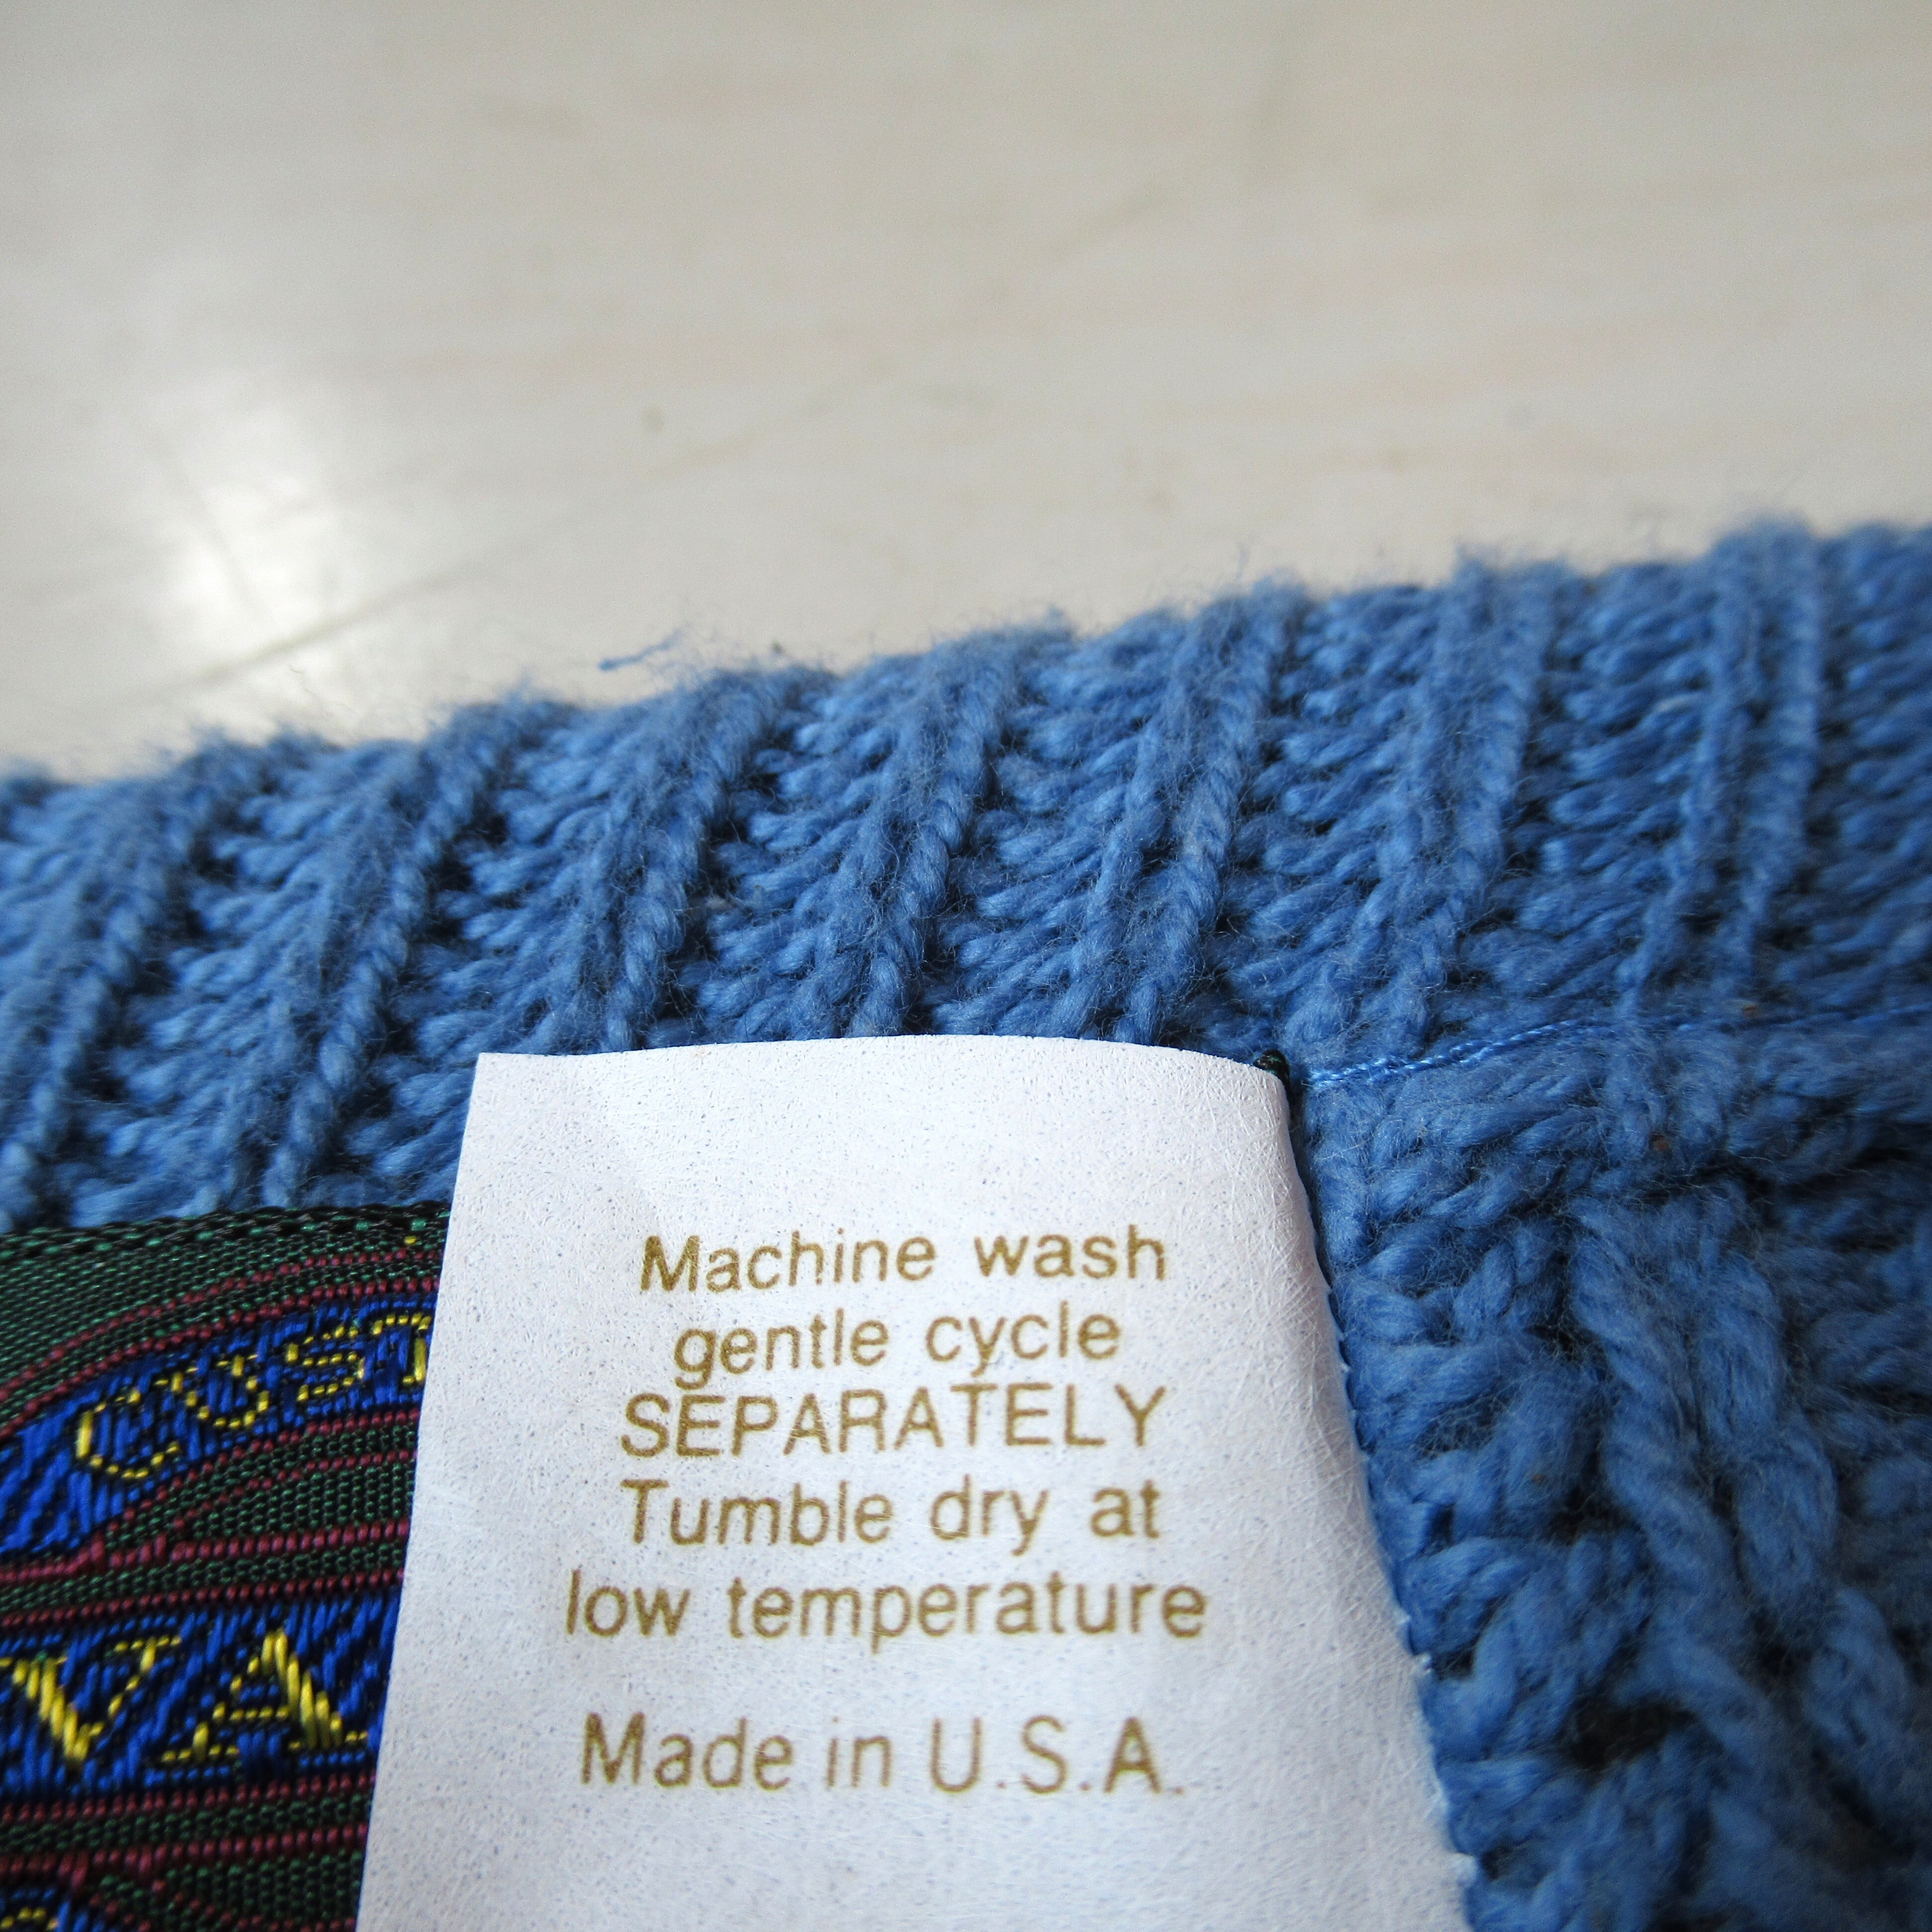 Machine wash
gentle cycle
SEPARATELY
Tumble dry at
low temperature
Made in U.S.A.